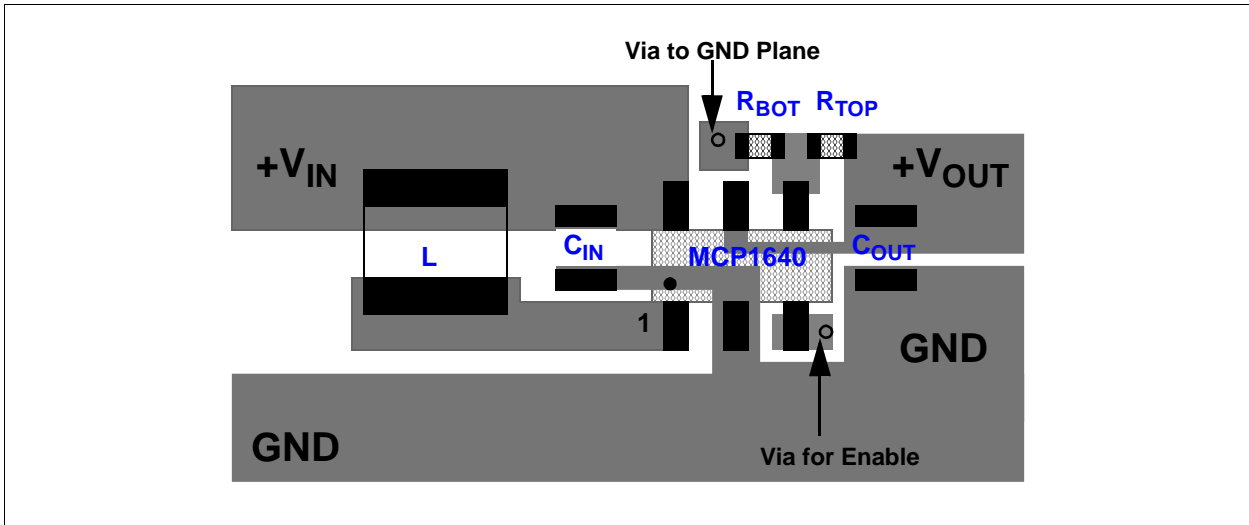 Via to GND Plane
RBOT RTOP
+VIN
+VOUT
L
CIN
MCP1640
COUT
1
GND
GND
Via for Enable